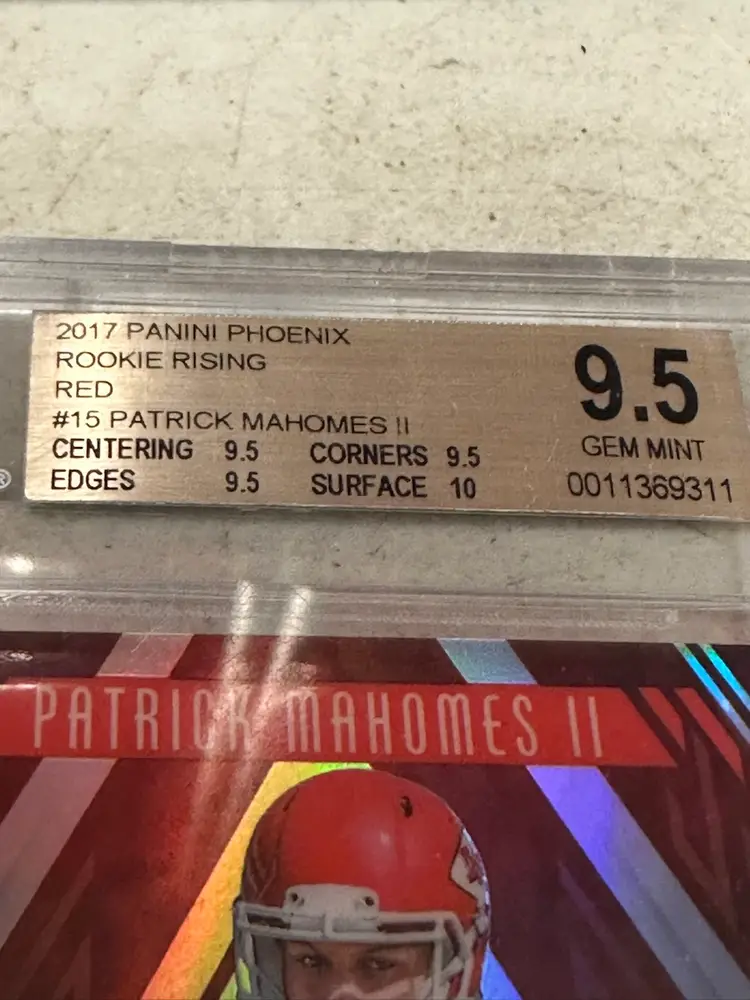 2017 PANINI PHOENIX
ROOKIE RISING
RED
#15 PATRICK MAHOMES II
CENTERING 9.5 CORNERS 9.5
EDGES 9.5 SURFACE 10
9.5
GEM MINT
0011369311
®
PATRICK MAHOMES II